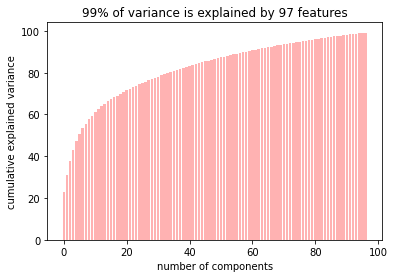 99% of variance is explained by 97 features
100
80
60
40
20
0
cumulative explained variance
0 20 40 60 80 100
number of components